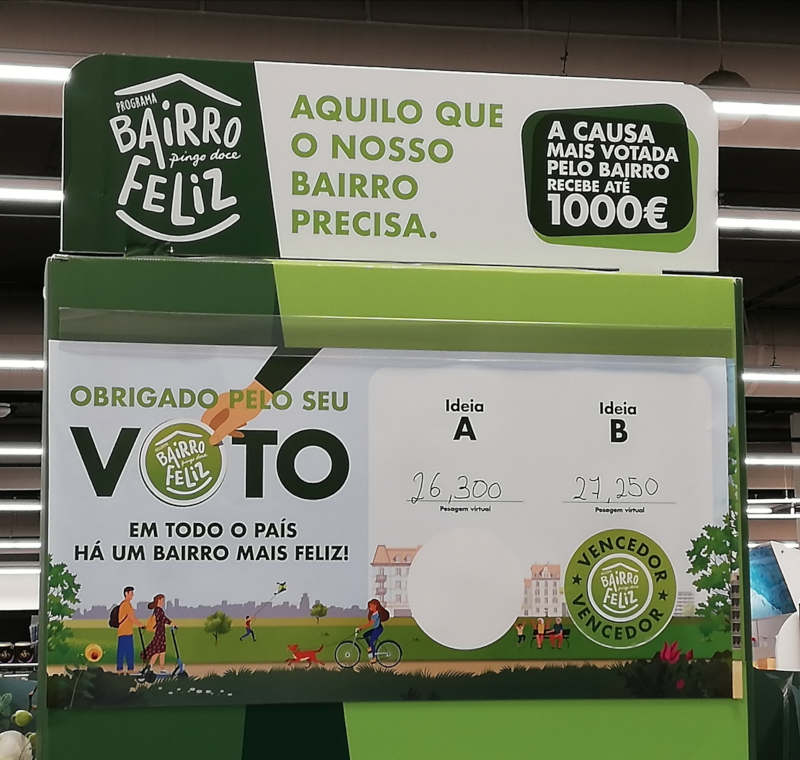 PROGRAMA
BAiRRO
pingo doce
FELiZ
AQUILO QUE
O NOSSO
BAIRRO
PRECISA.
A CAUSA
MAIS VOTADA
PELO BAIRRO
RECEBE ATÉ
1000€
OBRIGADO PELO SEU
VOTO
BAiRRO
pingo doce
FELiZ
EM TODO O PAÍS
HÁ UM BAIRRO MAIS FELIZ!
Ideia
A
26,300
Pesagem virtual
Ideia
B
27,250
Pesagem virtual
VENCEDOR
BAiRRO
FELiZ
VENCEDOR